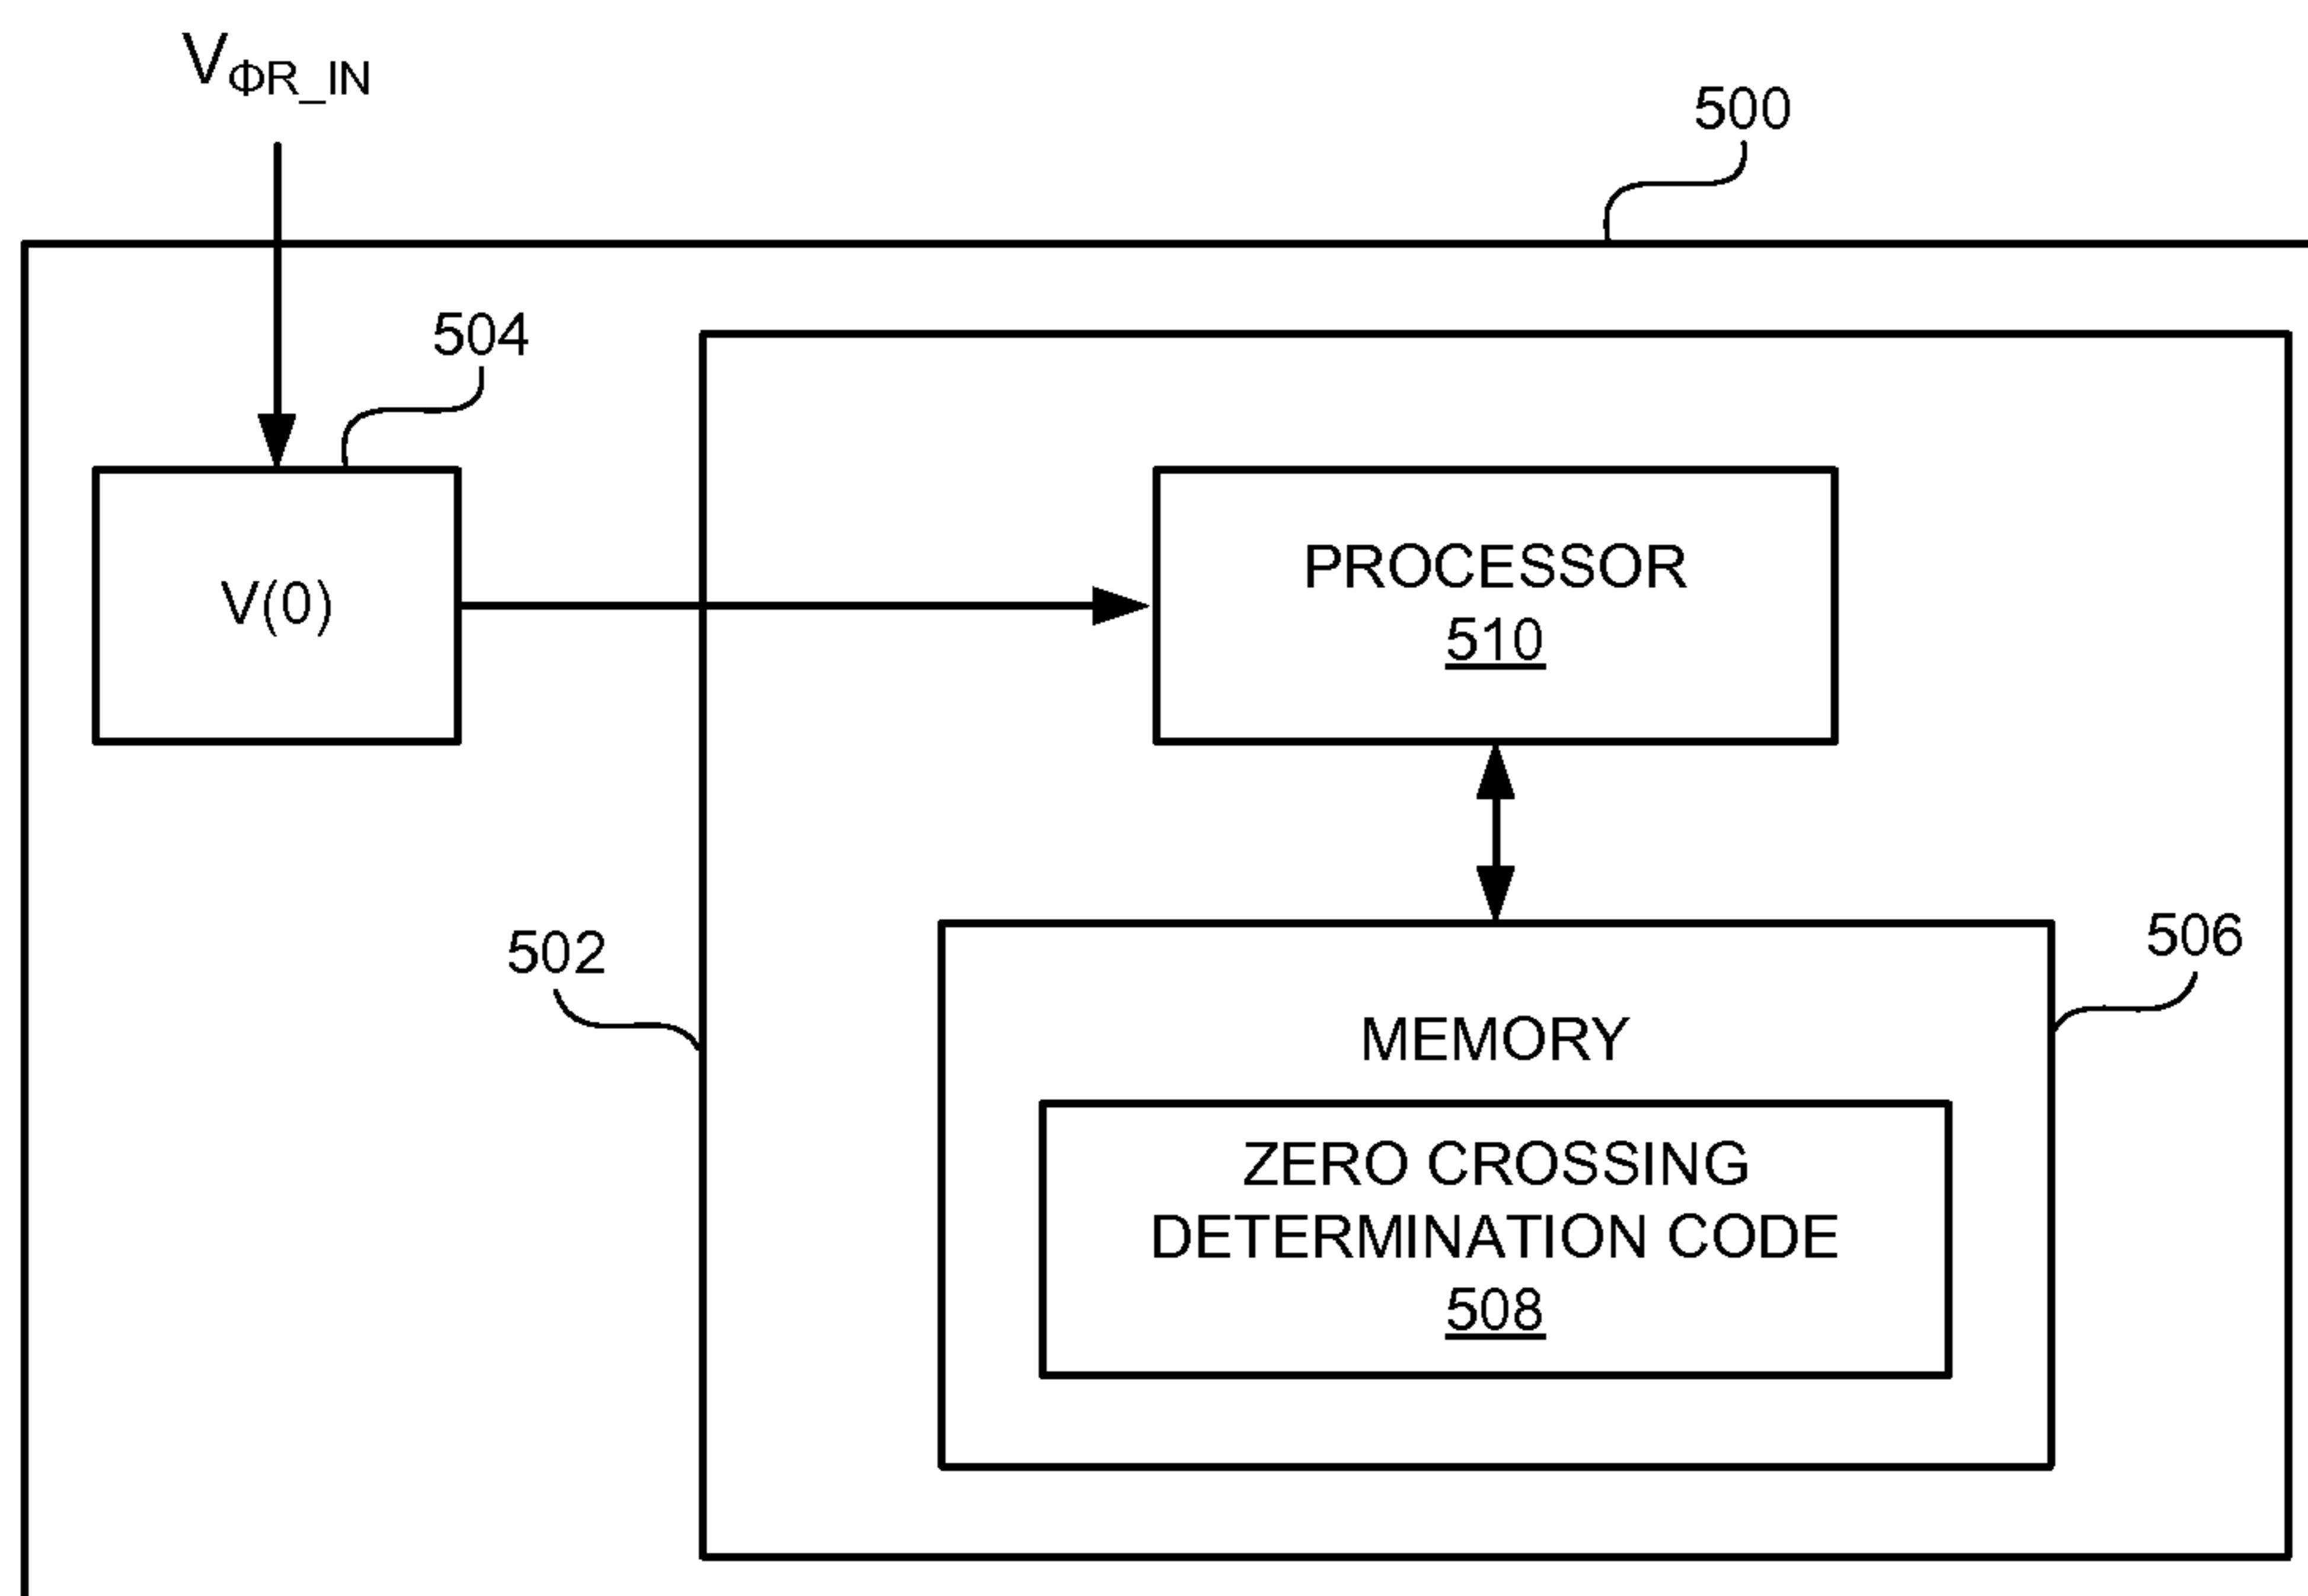 VΦR_IN
500
504
V(0)
PROCESSOR
510
502
506
MEMORY
ZERO CROSSING
DETERMINATION CODE
508